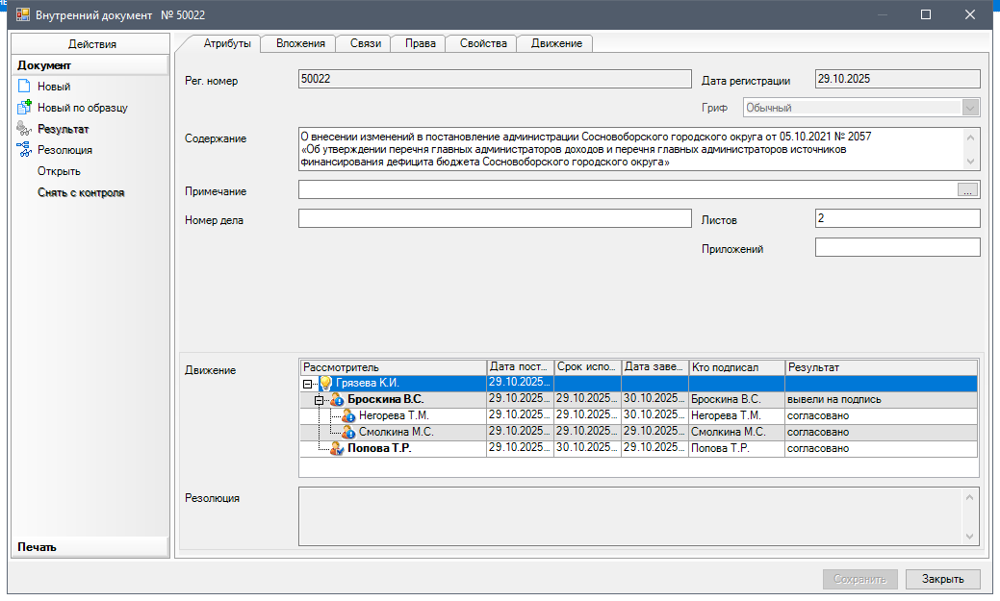 Внутренний документ № 50022
Действия
Документ
Новый
Новый по образцу
Результат
Резолюция
Открыть
Снять с контроля
Печать
Атрибуты Вложения Связи Права Свойства Движение
Рег. номер 50022 Дата регистрации 29.10.2025
Гриф Обычный
Содержание О внесении изменений в постановление администрации Сосновоборского городского округа от 05.10.2021 № 2057
«Об утверждении перечня главных администраторов доходов и перечня главных администраторов источников
финансирования дефицита бюджета Сосновоборского городского округа»
Примечание ...
Номер дела Листов 2
Приложений
Движение
Рассмотритель Дата пост... Срок испо... Дата заве... Кто подписал Результат
Грязева К.И. 29.10.2025...
Броскина В.С. 29.10.2025... 29.10.2025... 30.10.2025... Броскина В.С. вывели на подпись
Негорева Т.М. 29.10.2025... 29.10.2025... 30.10.2025... Негорева Т.М. согласовано
Смолкина М.С. 29.10.2025... 29.10.2025... 29.10.2025... Смолкина М.С. согласовано
Попова Т.Р. 29.10.2025... 30.10.2025... 29.10.2025... Попова Т.Р. согласовано
Резолюция
Сохранить Закрыть